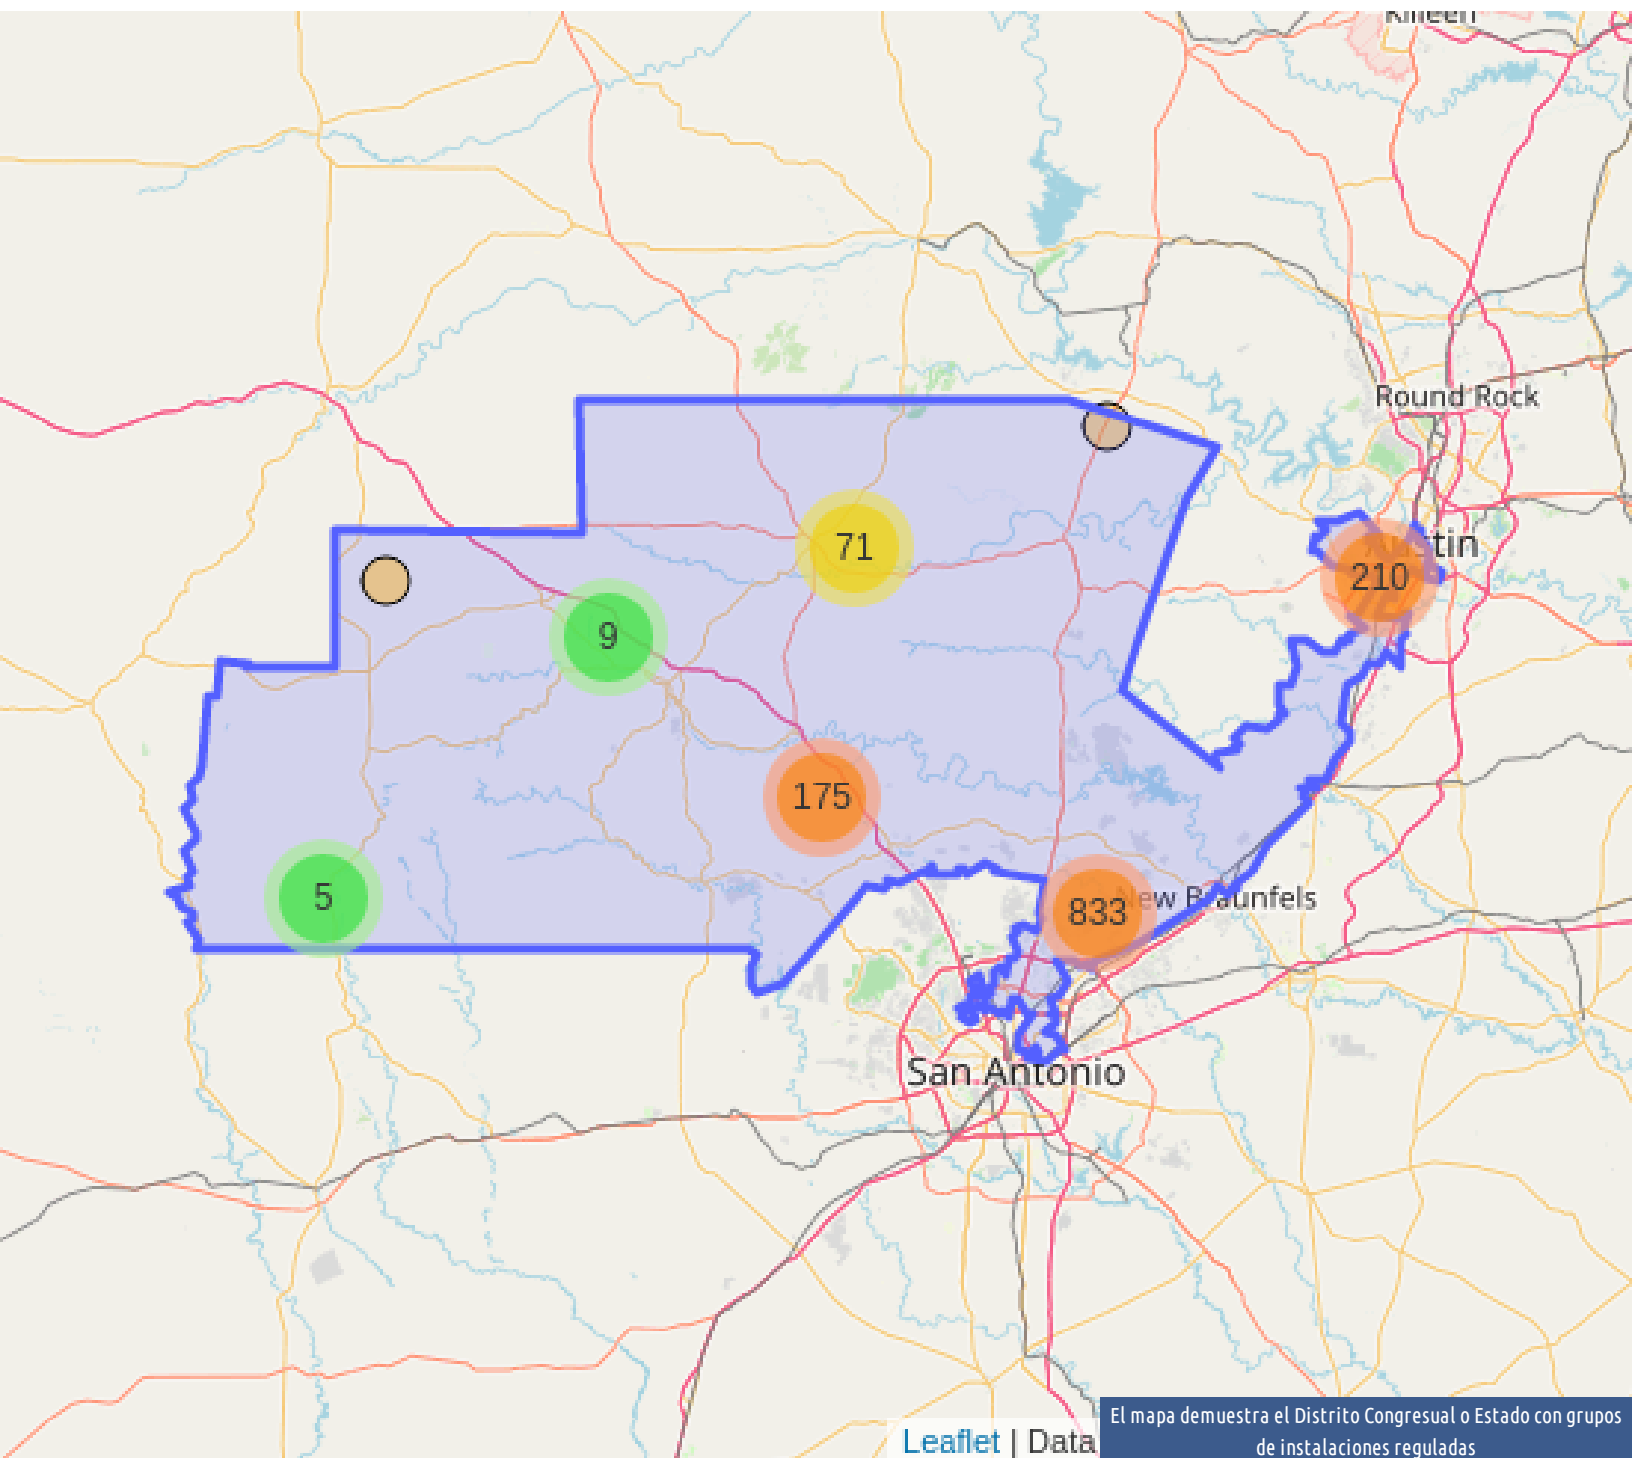 Killeen
Round Rock
71
Austin
210
9
175
5
833
New Braunfels
San Antonio
El mapa demuestra el Distrito Congresual o Estado con grupos
de instalaciones reguladas
Leaflet | Data